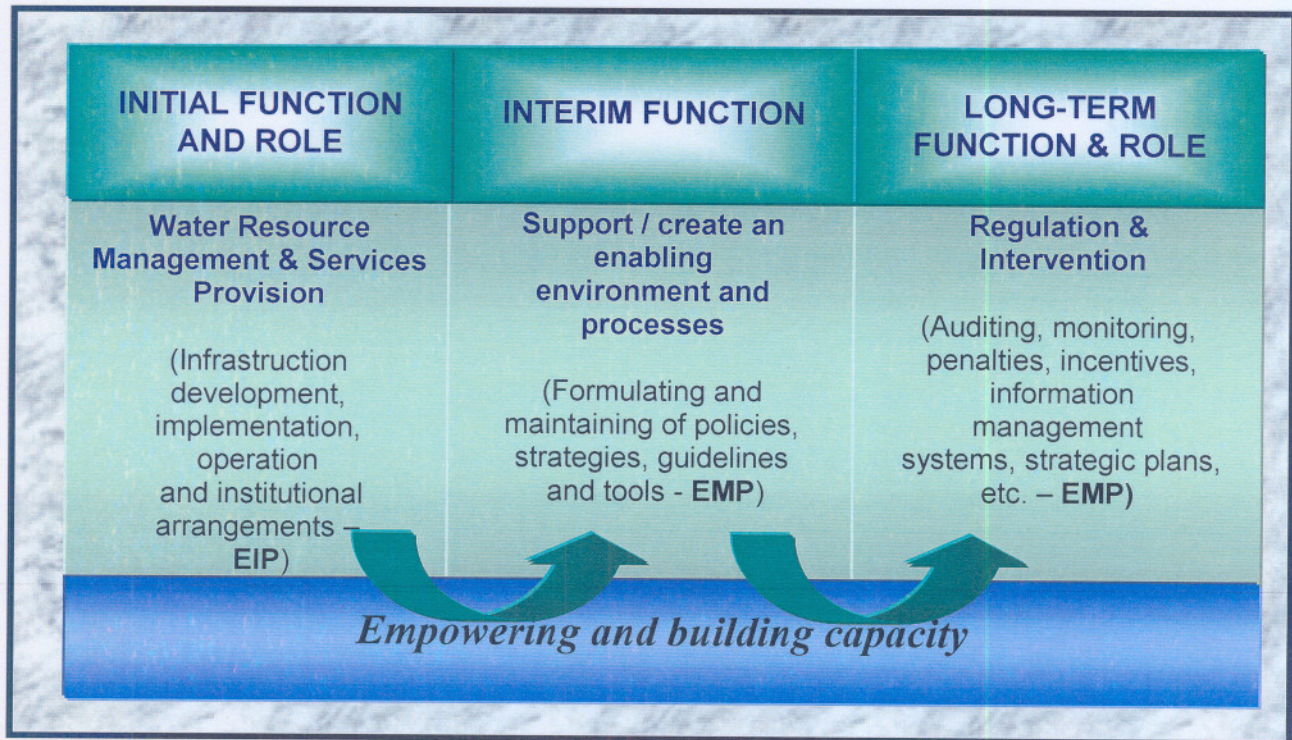 INITIAL FUNCTION
AND ROLE
Water Resource
Management & Services
Provision
(Infrastruction
development,
implementation,
operation
and institutional
arrangements –
EIP)
INTERIM FUNCTION
Support / create an
enabling
environment and
processes
(Formulating and
maintaining of policies,
strategies, guidelines
and tools - EMP)
LONG-TERM
FUNCTION & ROLE
Regulation &
Intervention
(Auditing, monitoring,
penalties, incentives,
information
management
systems, strategic plans,
etc. – EMP)
Empowering and building capacity